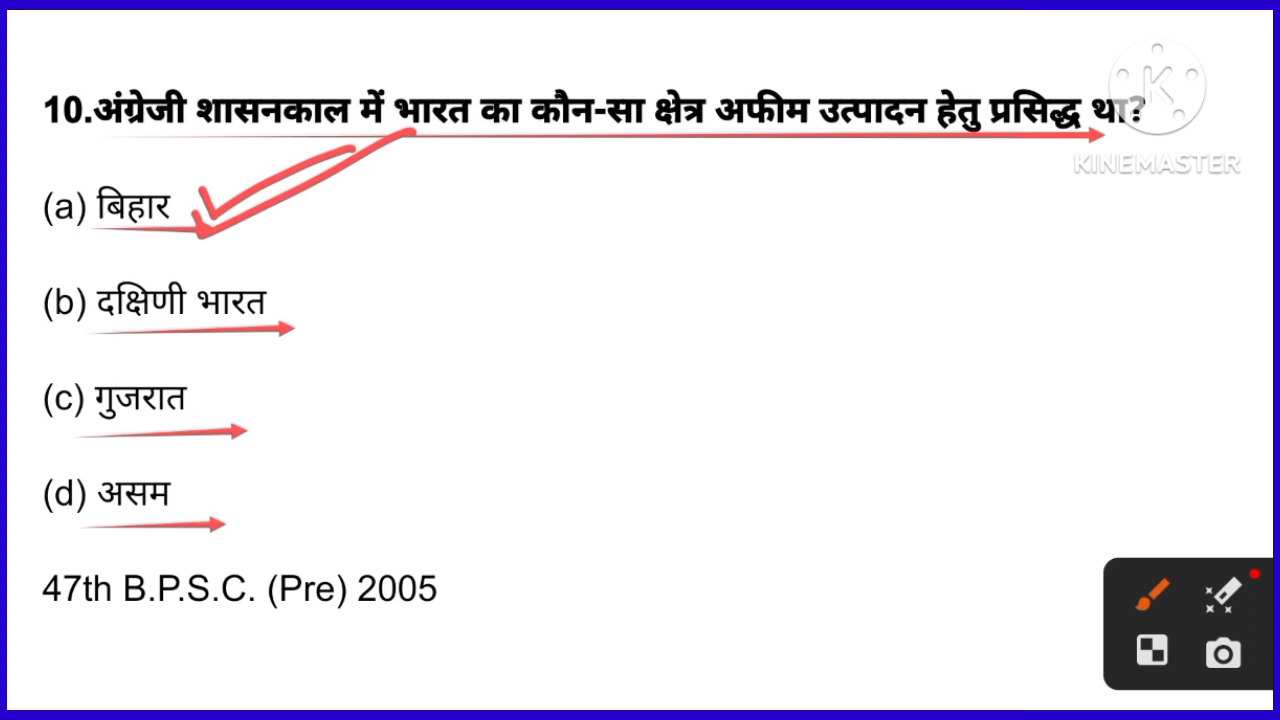 10.अंग्रेजी शासनकाल में भारत का कौन-सा क्षेत्र अफीम उत्पादन हेतु प्रसिद्ध था?
KINEMASTER
(a) बिहार
(b) दक्षिणी भारत
(c) गुजरात
(d) असम
47th B.P.S.C. (Pre) 2005